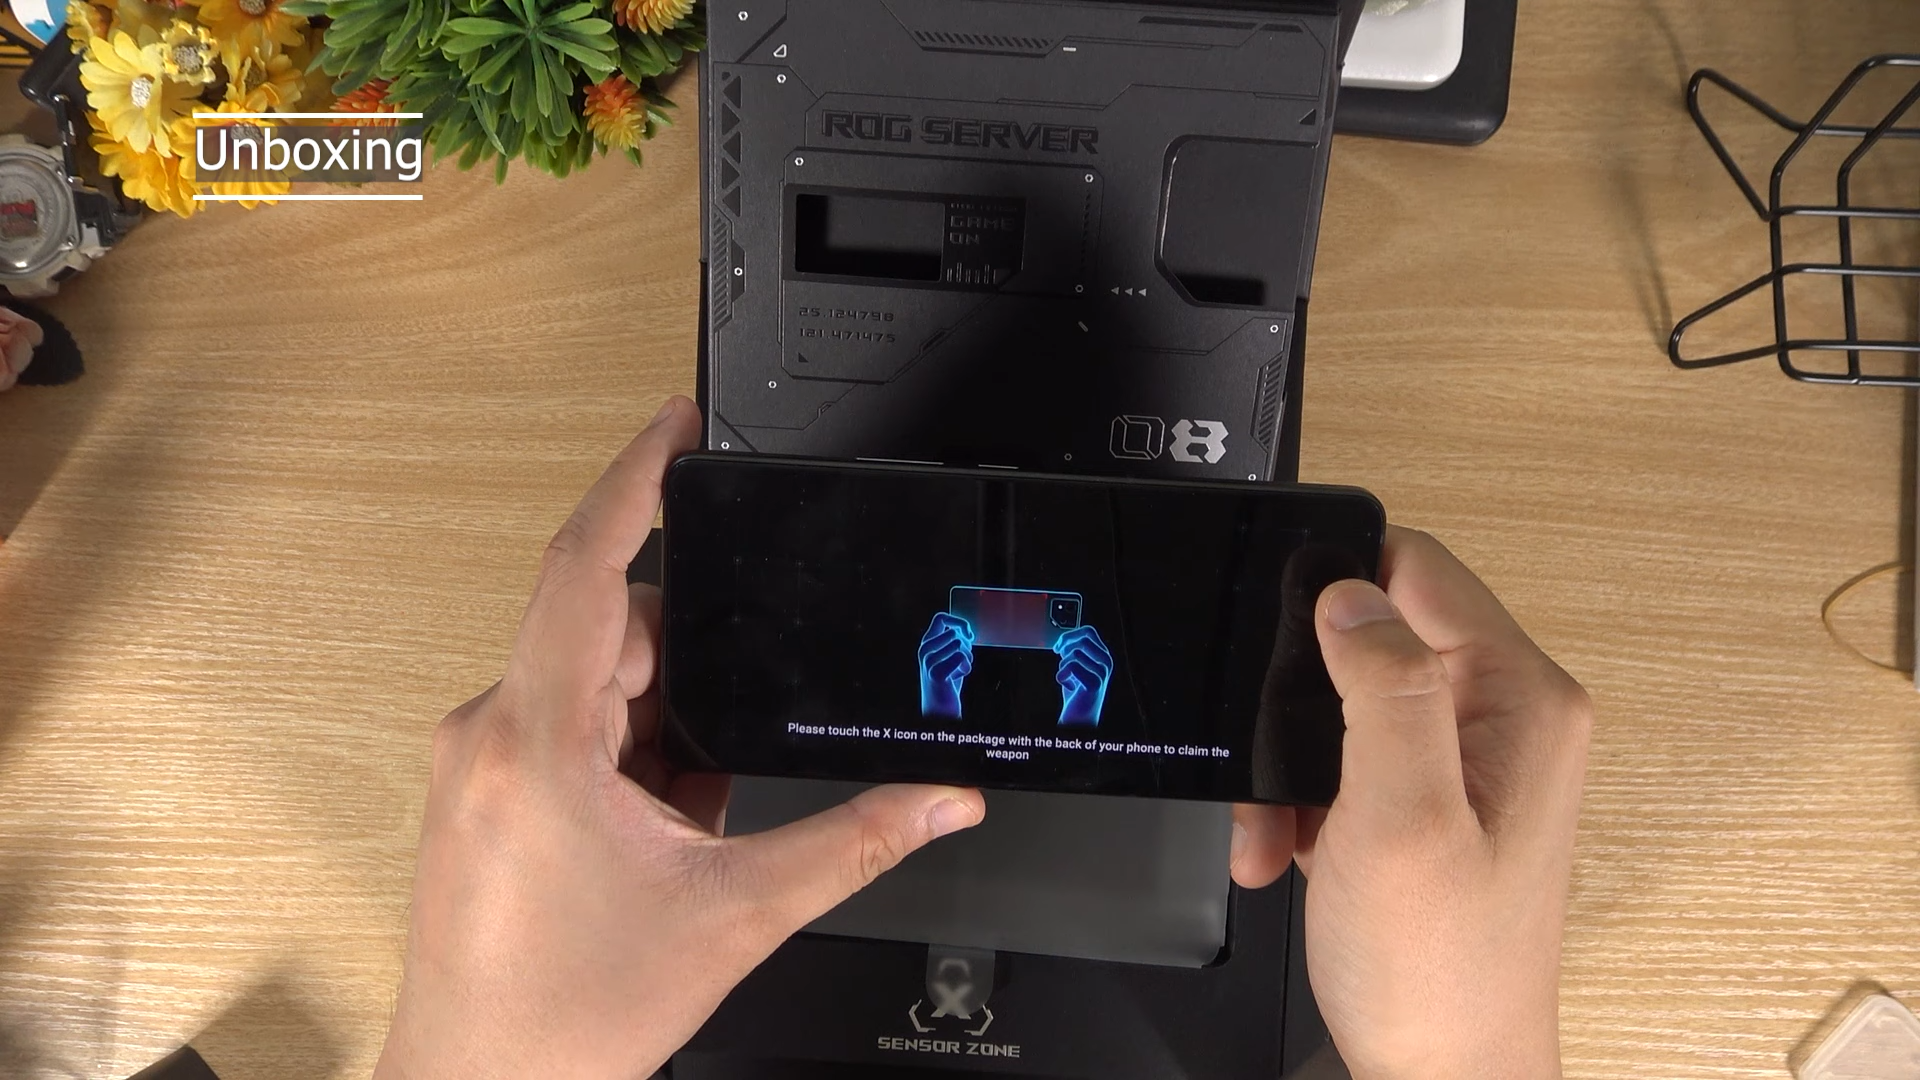 Unboxing
ROG SERVER
GAME
ON
25.124798
121.471475
08
Please touch the X icon on the package with the back of your phone to claim the
weapon
X
SENSOR ZONE